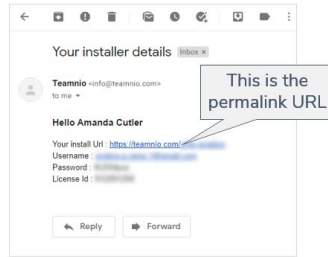 Your installer details Inbox ×
Teamnio <info@teamnio.com>
to me
This is the
permalink URL
Hello Amanda Cutler
Your install Url : https://teamnio.com/
Username :
Password :
License Id :
Reply Forward